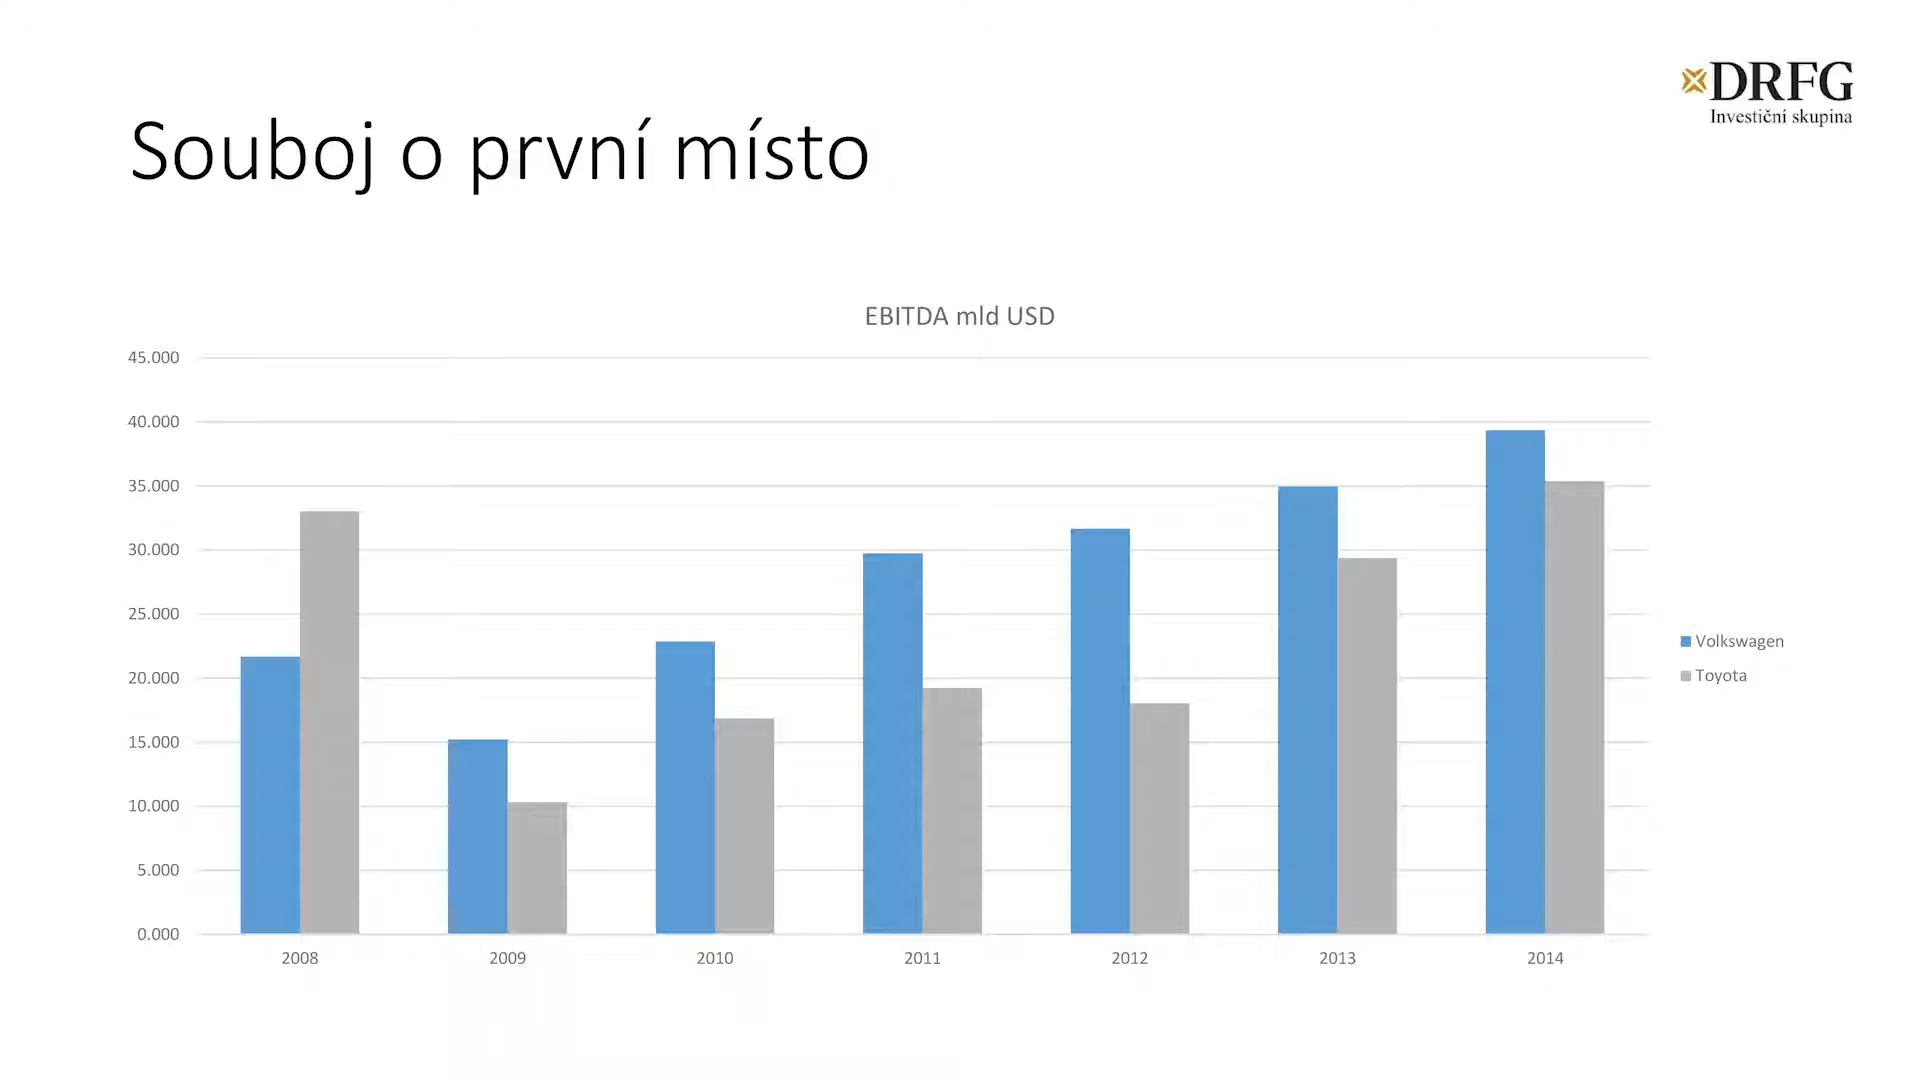 DRFG
Investiční skupina
Souboj o první místo
EBITDA mld USD
45.000
40.000
35.000
30.000
25.000
20.000
15.000
10.000
5.000
0.000
2008 2009 2010 2011 2012 2013 2014
Volkswagen
Toyota